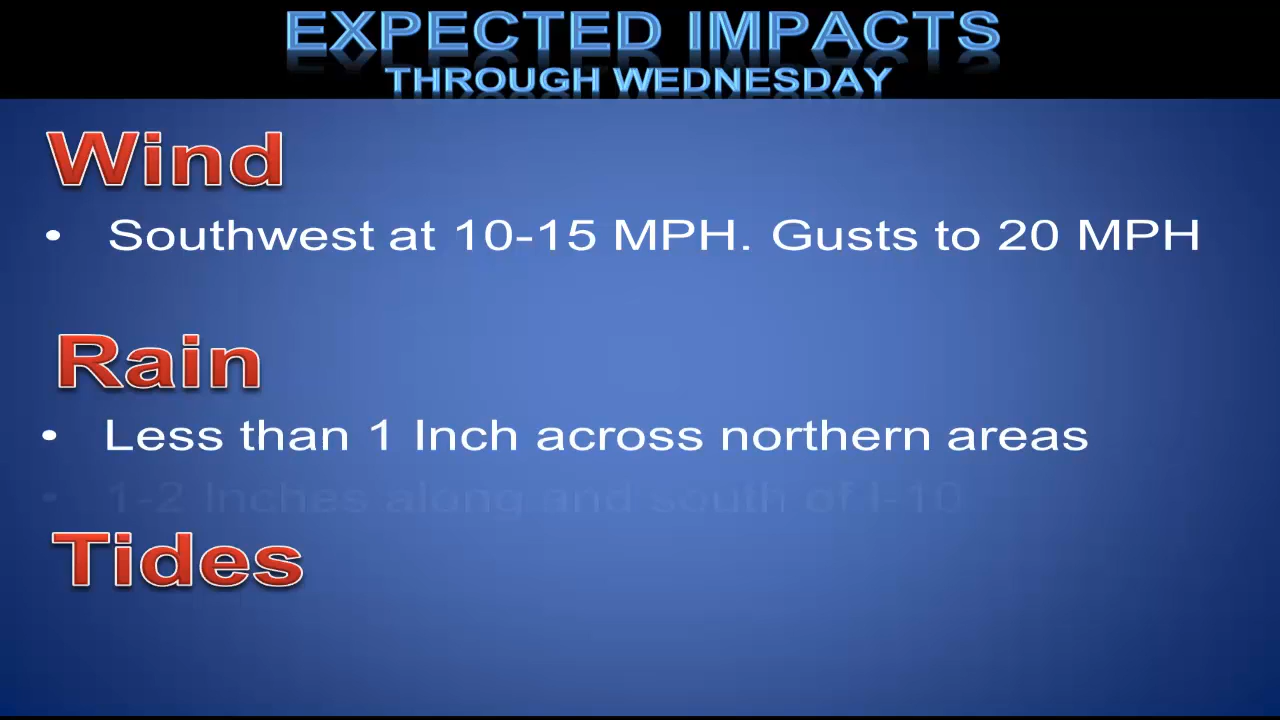 EXPECTED IMPACTS
THROUGH WEDNESDAY
Wind
• Southwest at 10-15 MPH. Gusts to 20 MPH
Rain
• Less than 1 Inch across northern areas
• 1-2 Inches along and south of I-10
Tides